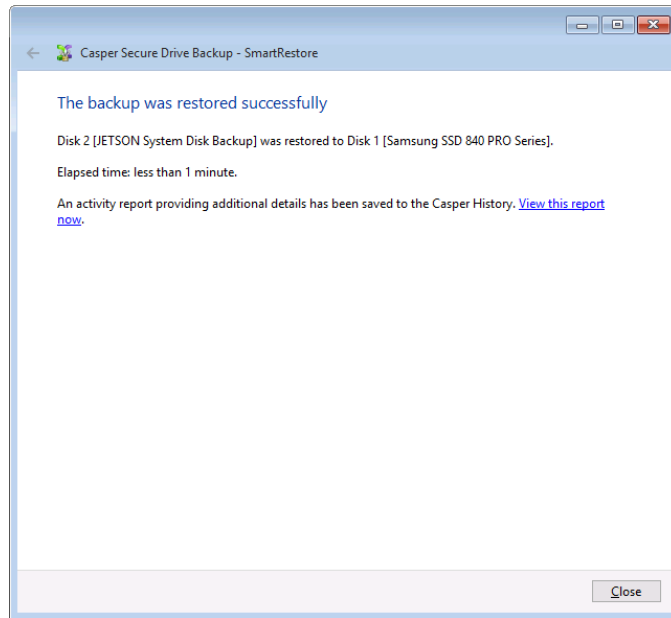 Casper Secure Drive Backup - SmartRestore
The backup was restored successfully
Disk 2 [JETSON System Disk Backup] was restored to Disk 1 [Samsung SSD 840 PRO Series].
Elapsed time: less than 1 minute.
An activity report providing additional details has been saved to the Casper History. View this report
now.
Close